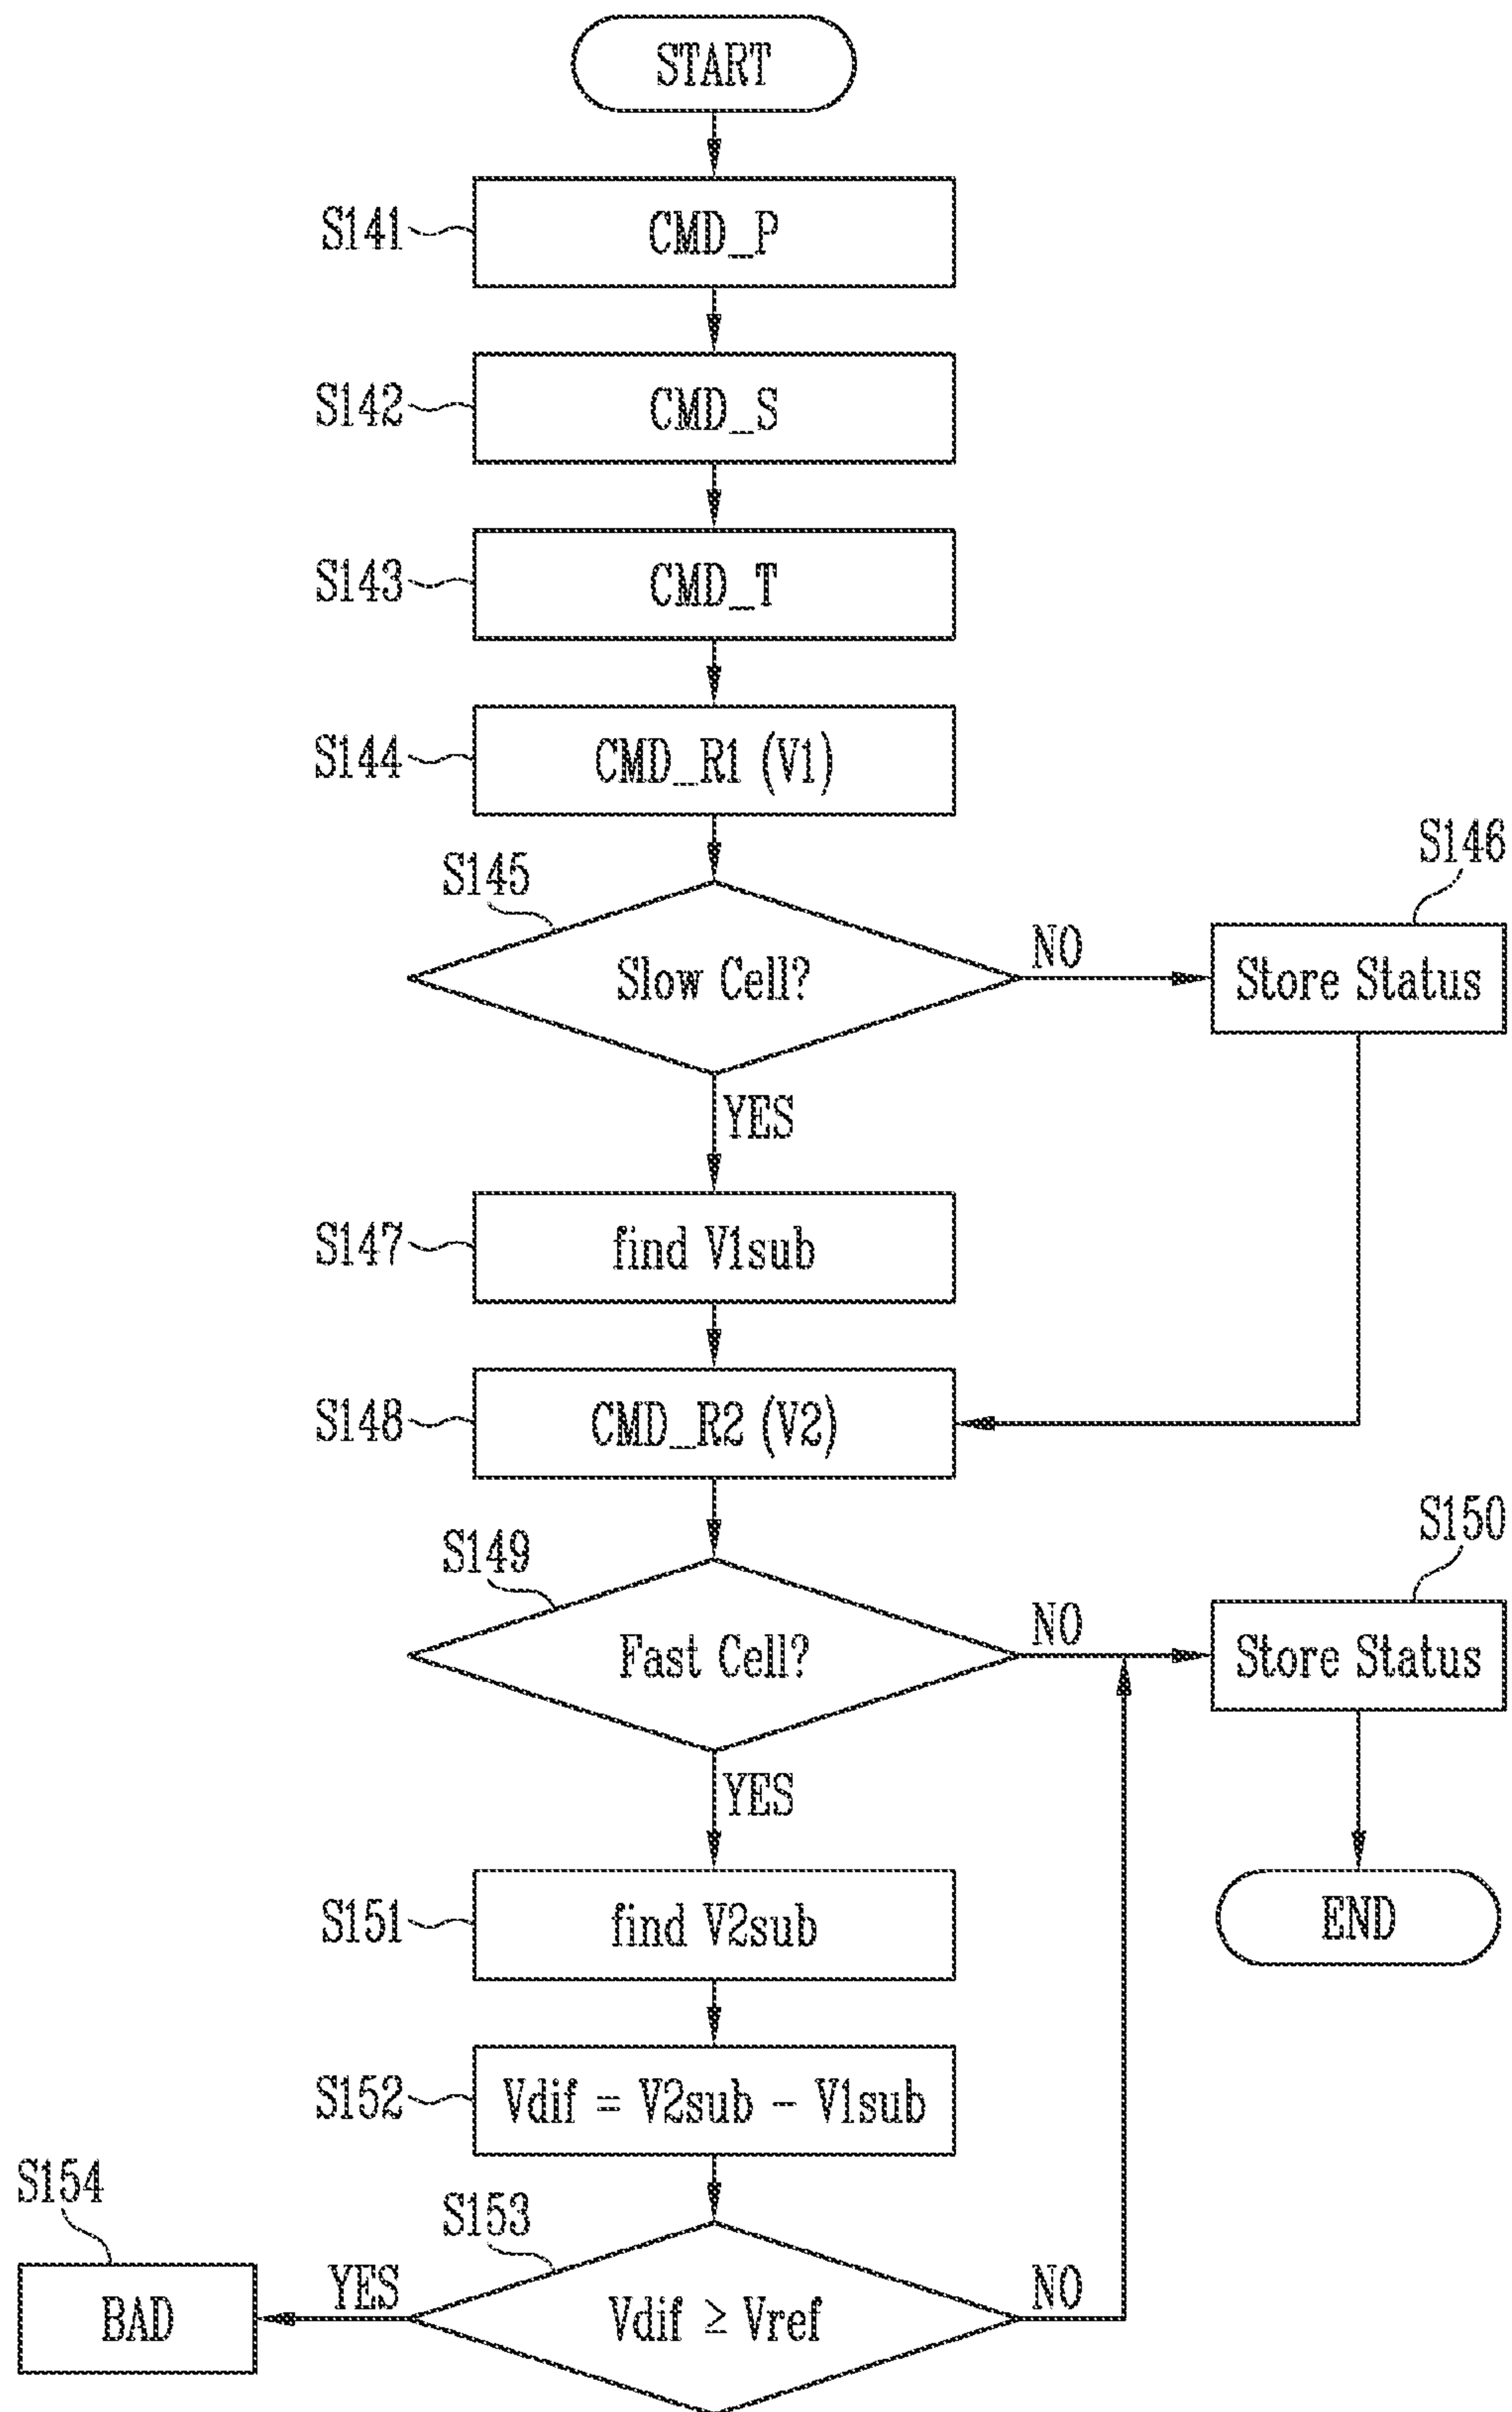 START
S141
CMD_P
S142
CMD_S
S143
CMD_T
S144
CMD_R1 (V1)
S145
Slow Cell?
NO
S146
Store Status
YES
S147
find V1sub
S148
CMD_R2 (V2)
S149
Fast Cell?
NO
S150
Store Status
YES
S151
find V2sub
END
S152
Vdif = V2sub - V1sub
S154
BAD
YES
S153
Vdif ≥ Vref
NO